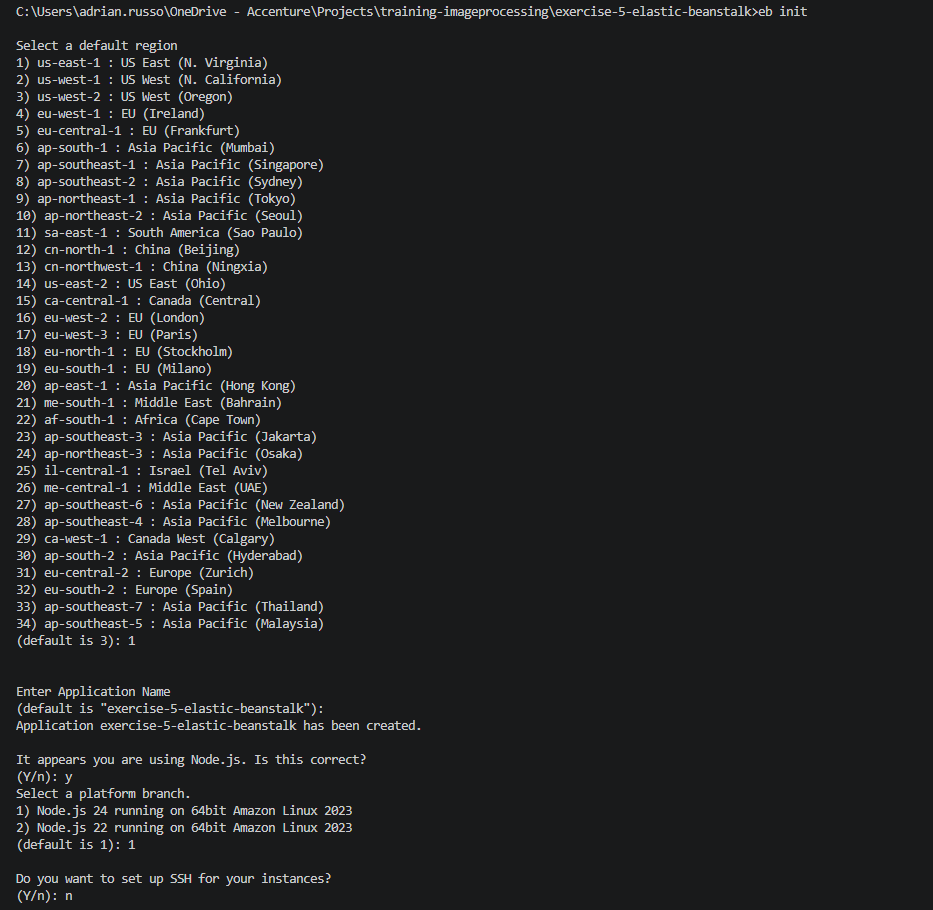 C:\Users\adrian.russo\OneDrive - Accenture\Projects\training-imageprocessing\exercise-5-elastic-beanstalk>eb init
Select a default region
1) us-east-1 : US East (N. Virginia)
2) us-west-1 : US West (N. California)
3) us-west-2 : US West (Oregon)
4) eu-west-1 : EU (Ireland)
5) eu-central-1 : EU (Frankfurt)
6) ap-south-1 : Asia Pacific (Mumbai)
7) ap-southeast-1 : Asia Pacific (Singapore)
8) ap-southeast-2 : Asia Pacific (Sydney)
9) ap-northeast-1 : Asia Pacific (Tokyo)
10) ap-northeast-2 : Asia Pacific (Seoul)
11) sa-east-1 : South America (Sao Paulo)
12) cn-north-1 : China (Beijing)
13) cn-northwest-1 : China (Ningxia)
14) us-east-2 : US East (Ohio)
15) ca-central-1 : Canada (Central)
16) eu-west-2 : EU (London)
17) eu-west-3 : EU (Paris)
18) eu-north-1 : EU (Stockholm)
19) eu-south-1 : EU (Milano)
20) ap-east-1 : Asia Pacific (Hong Kong)
21) me-south-1 : Middle East (Bahrain)
22) af-south-1 : Africa (Cape Town)
23) ap-southeast-3 : Asia Pacific (Jakarta)
24) ap-northeast-3 : Asia Pacific (Osaka)
25) il-central-1 : Israel (Tel Aviv)
26) me-central-1 : Middle East (UAE)
27) ap-southeast-6 : Asia Pacific (New Zealand)
28) ap-southeast-4 : Asia Pacific (Melbourne)
29) ca-west-1 : Canada West (Calgary)
30) ap-south-2 : Asia Pacific (Hyderabad)
31) eu-central-2 : Europe (Zurich)
32) eu-south-2 : Europe (Spain)
33) ap-southeast-7 : Asia Pacific (Thailand)
34) ap-southeast-5 : Asia Pacific (Malaysia)
(default is 3): 1
Enter Application Name
(default is "exercise-5-elastic-beanstalk"):
Application exercise-5-elastic-beanstalk has been created.
It appears you are using Node.js. Is this correct?
(Y/n): y
Select a platform branch.
1) Node.js 24 running on 64bit Amazon Linux 2023
2) Node.js 22 running on 64bit Amazon Linux 2023
(default is 1): 1
Do you want to set up SSH for your instances?
(Y/n): n